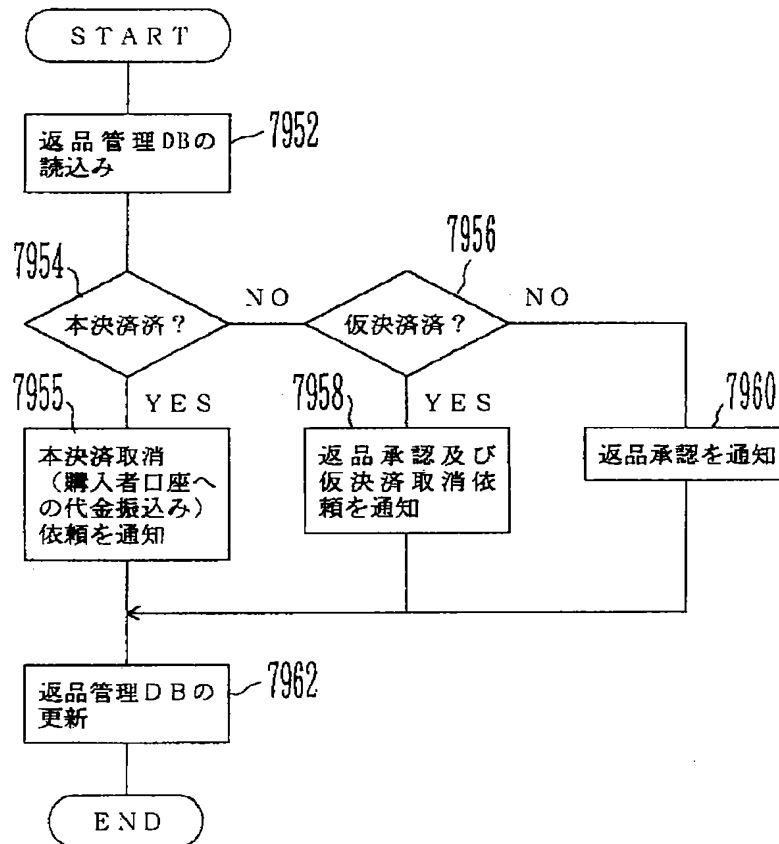 START
返品管理DBの
読込み
7952
7954
本決済済？
NO
7956
仮決済済？
NO
7955
YES
本決済取消
（購入者口座へ
の代金振込み）
依頼を通知
7958
YES
返品承認及び
仮決済取消依
頼を通知
7960
返品承認を通知
返品管理DBの
更新
7962
END